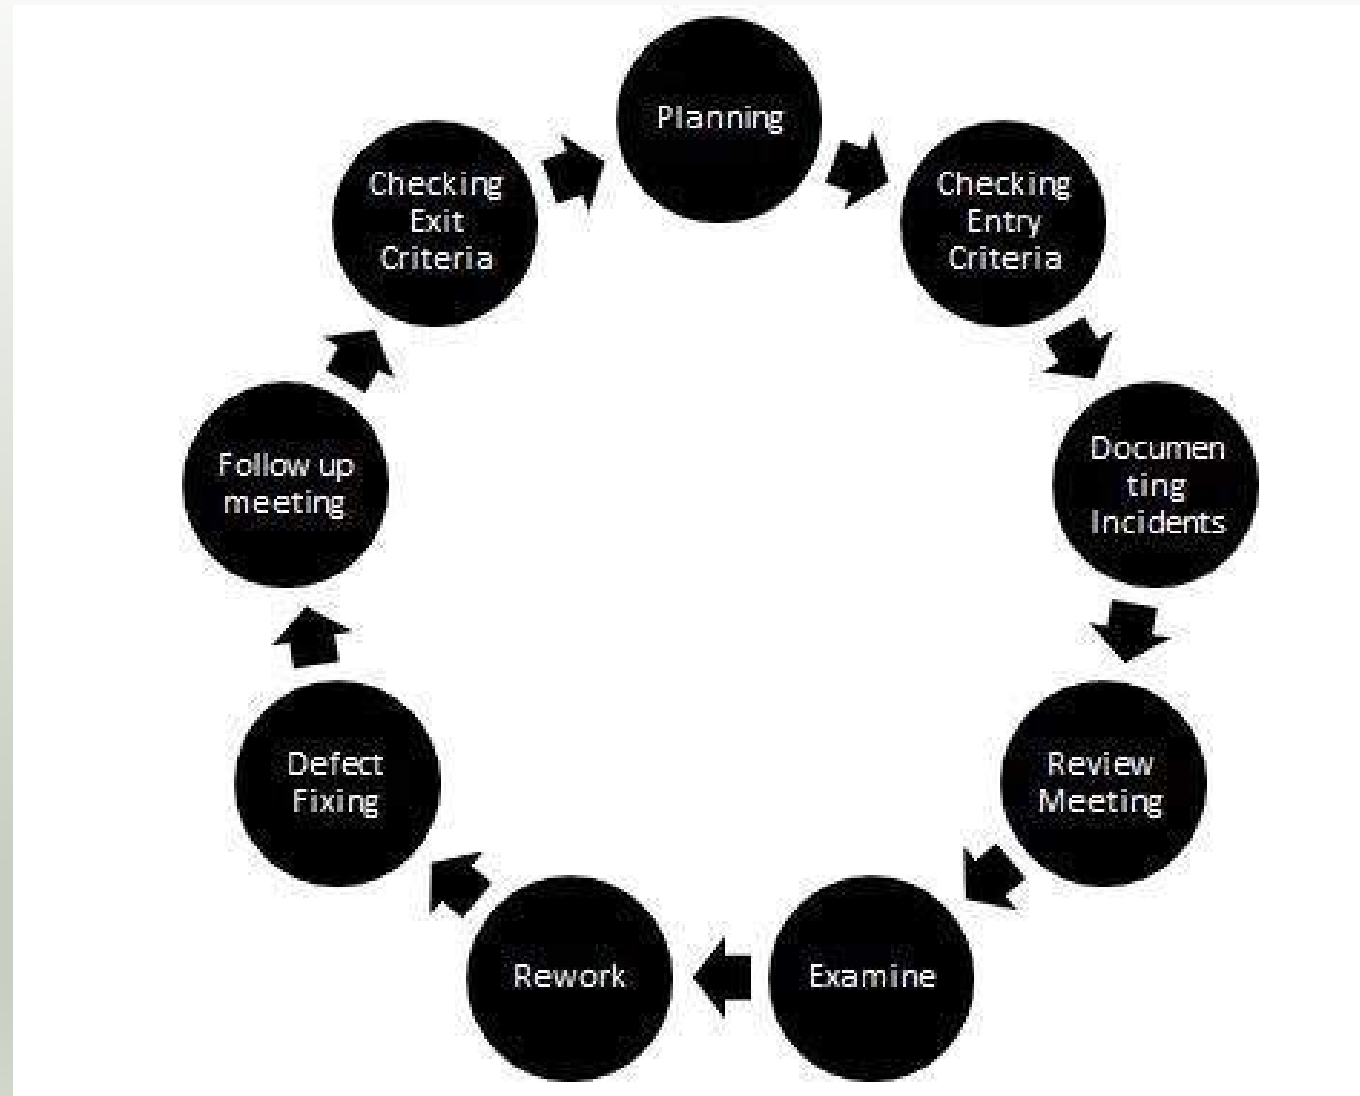 Planning
Checking
Entry
Criteria
Documen
ting
Incidents
Review
Meeting
Examine
Rework
Defect
Fixing
Follow up
meeting
Checking
Exit
Criteria